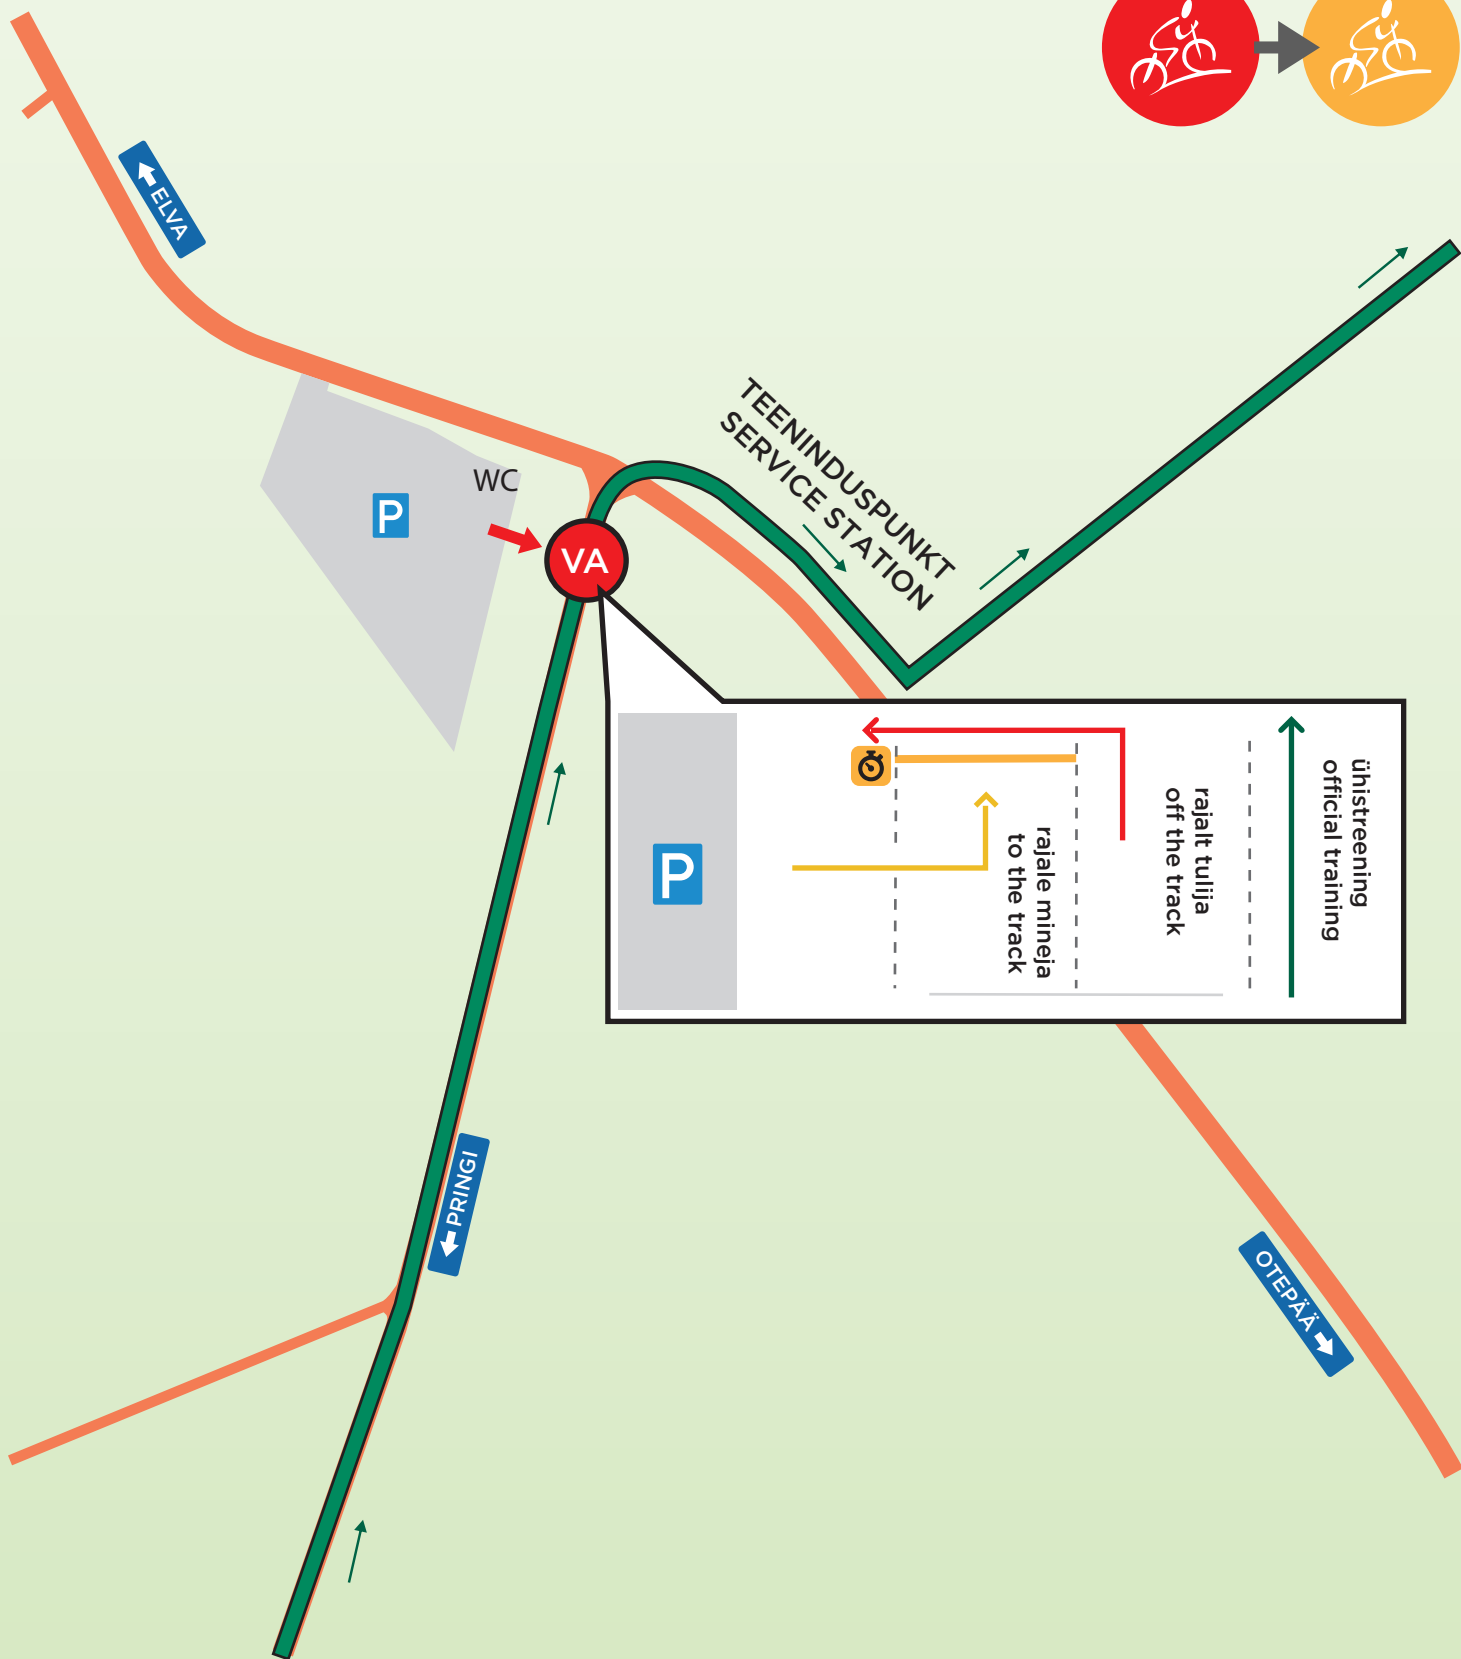 ELVA
TEENINDUSPUNKT
SERVICE STATION
WC
P
VA
ühistreening
official training
rajalt tulija
off the track
rajale mineja
to the track
P
PRINGI
OTEPÄÄ